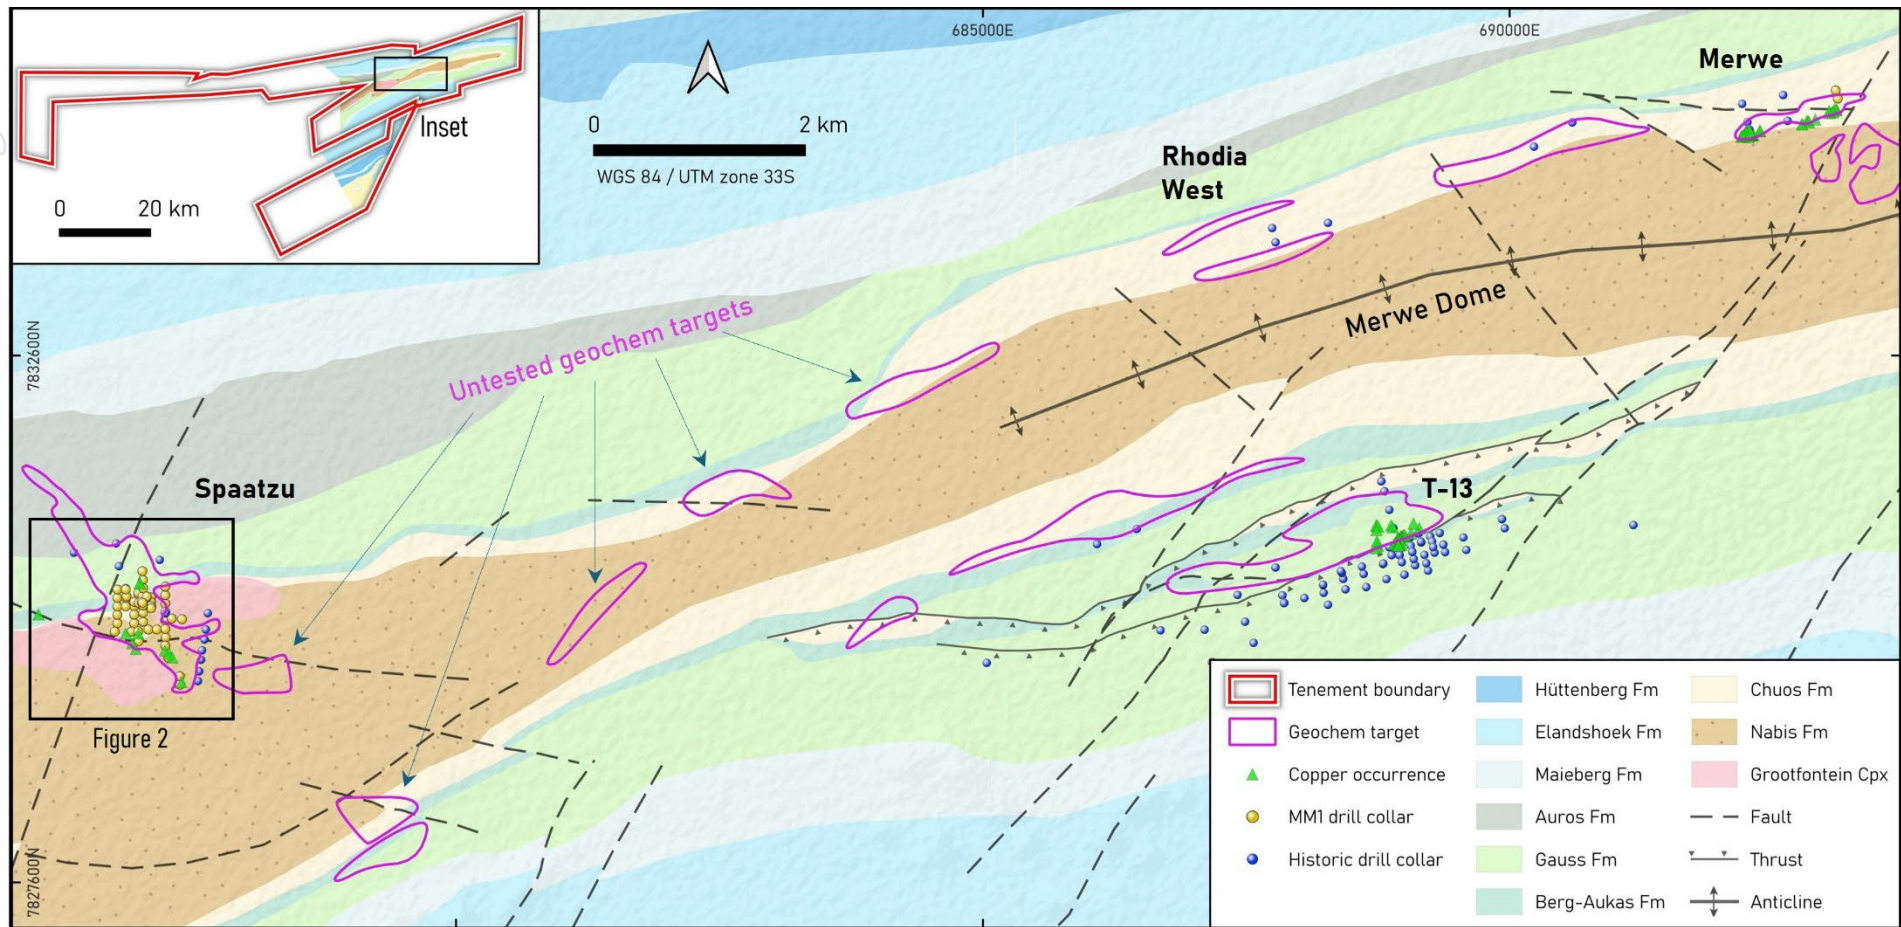 Inset
0 20 km
0 2 km
WGS 84 / UTM zone 33S
685000E
690000E
7832600N
7827600N
Merwe
Rhodia
West
Merwe Dome
Untested geochem targets
Spaatzu
T-13
Figure 2
Tenement boundary
Geochem target
Copper occurrence
MM1 drill collar
Historic drill collar
Hüttenberg Fm
Elandshoek Fm
Maieberg Fm
Auros Fm
Gauss Fm
Berg-Aukas Fm
Chuos Fm
Nabis Fm
Grootfontein Cpx
Fault
Thrust
Anticline